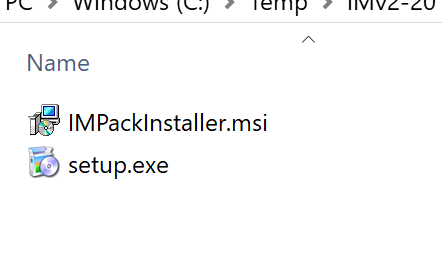 PC > Windows (C:) > Temp > IMv2-20
Name
IMPackInstaller.msi
setup.exe